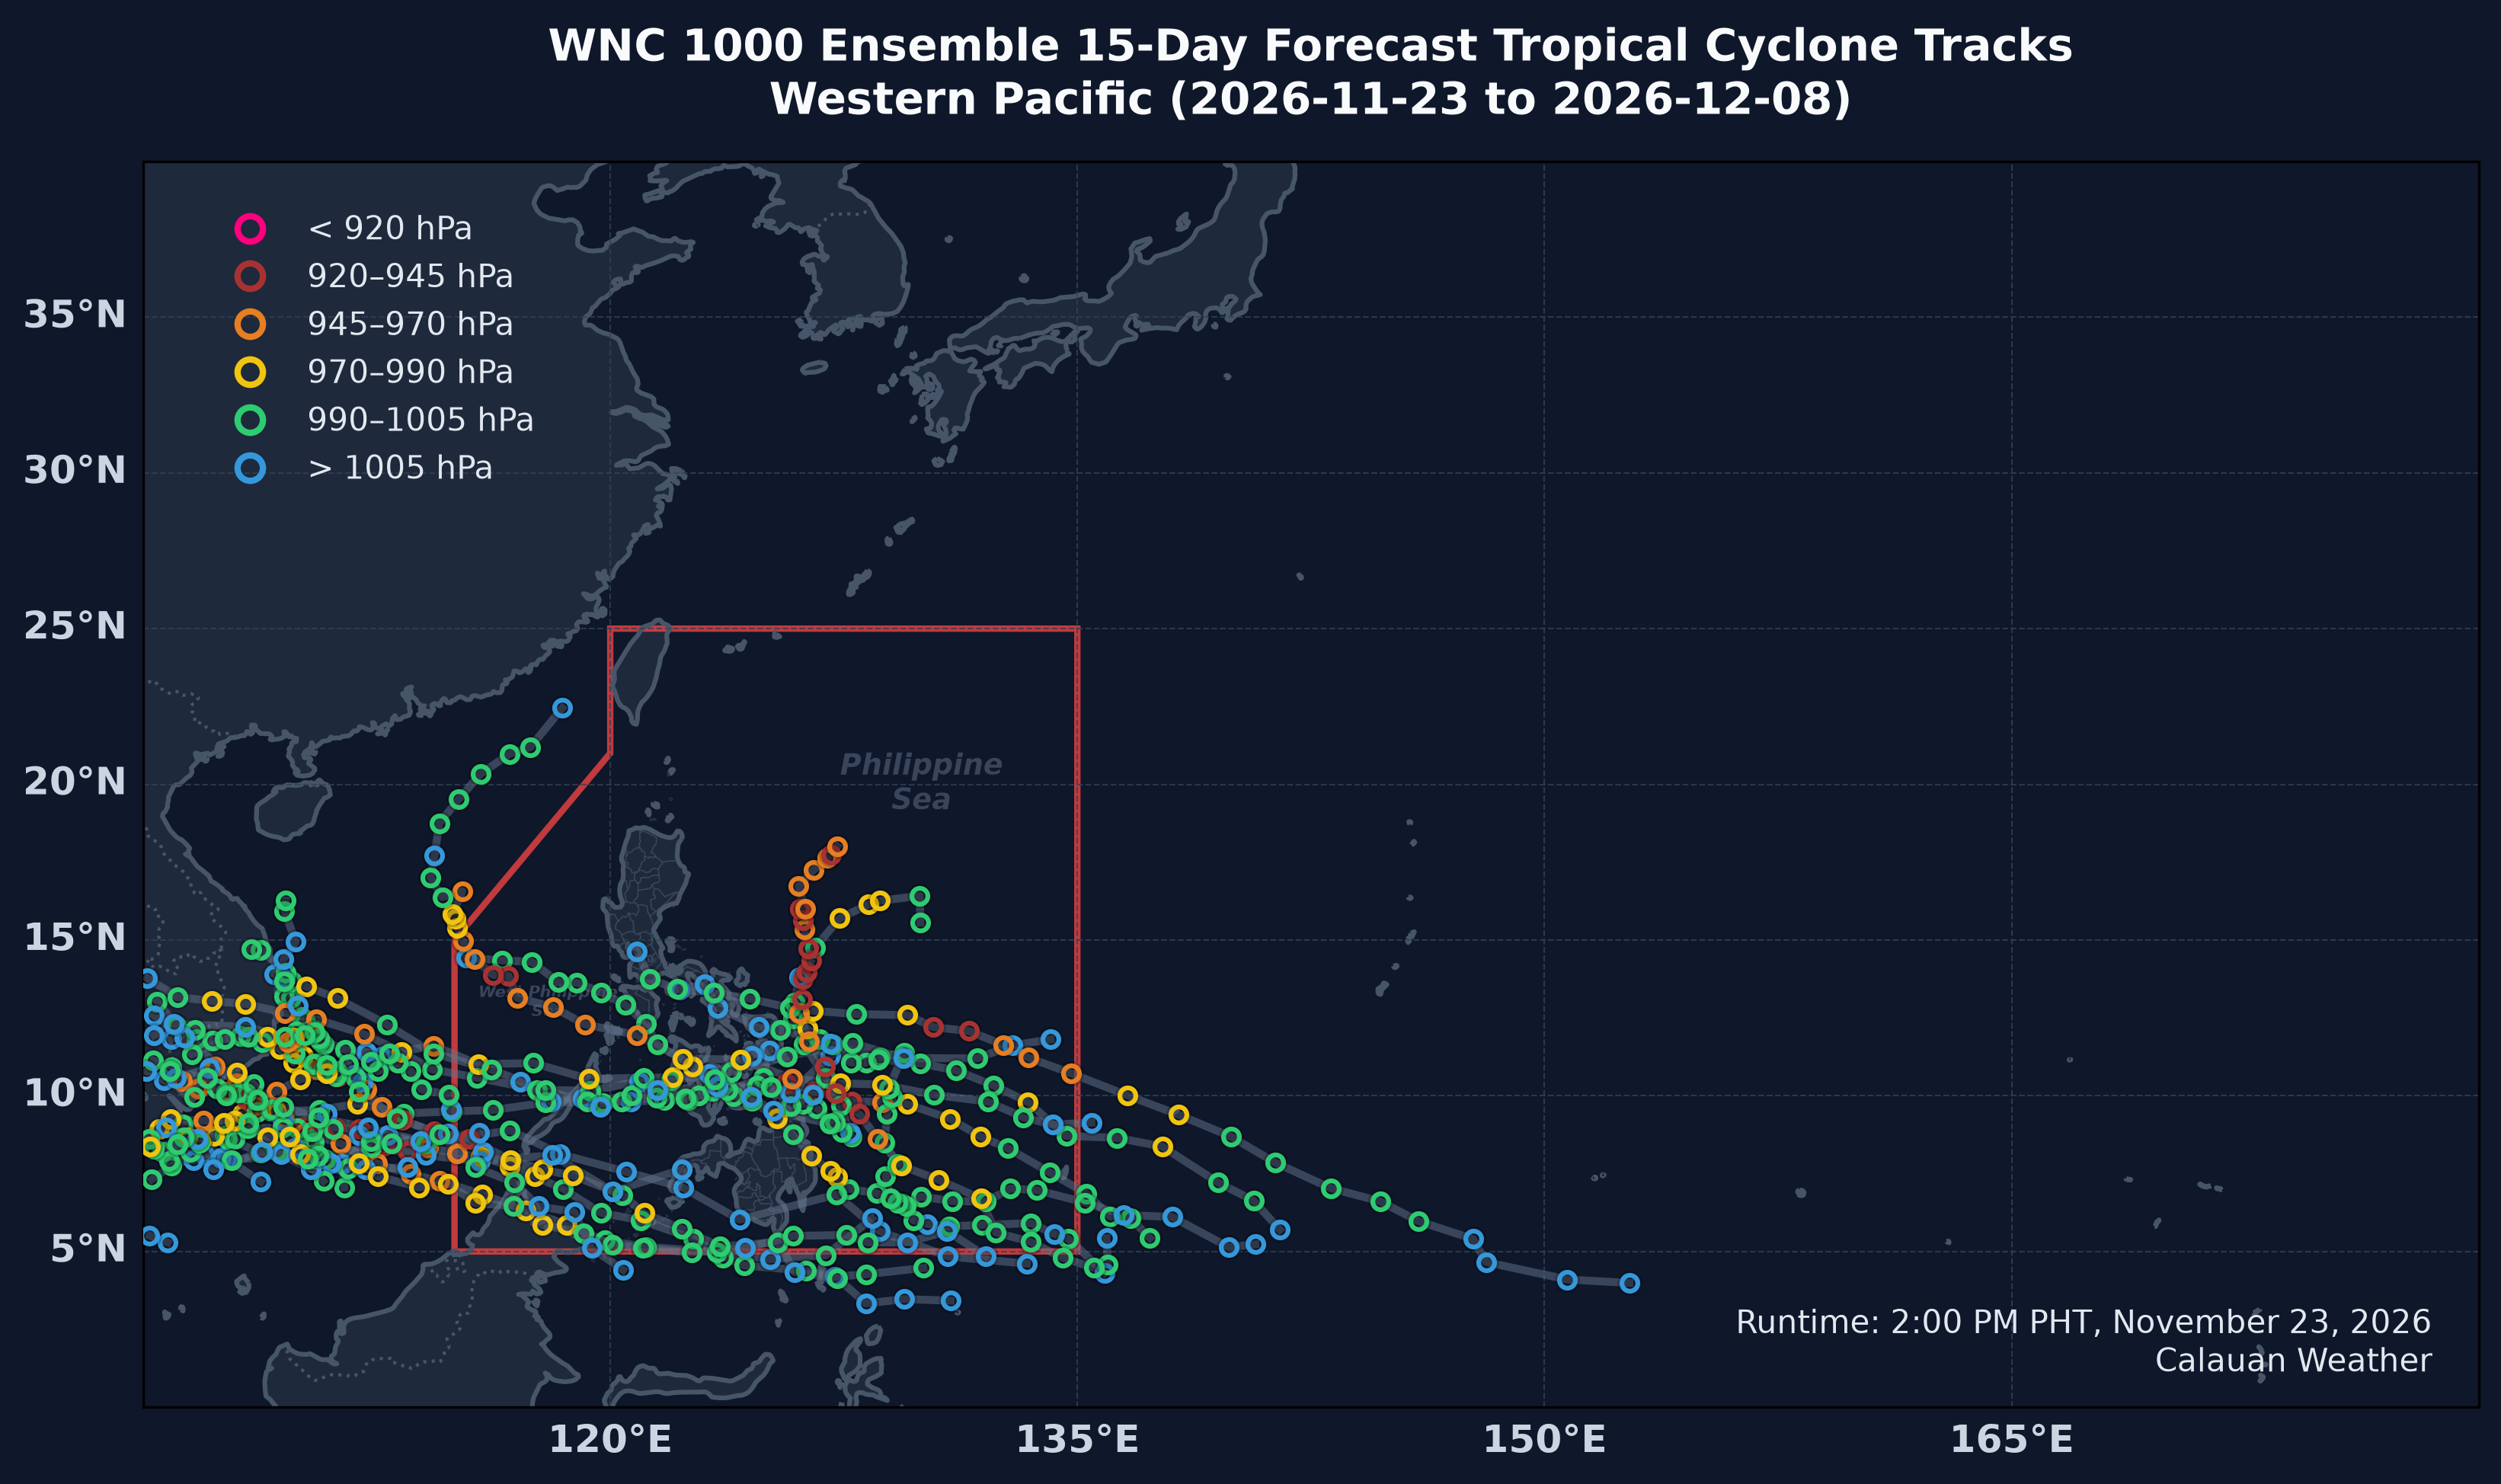 WNC 1000 Ensemble 15-Day Forecast Tropical Cyclone Tracks
Western Pacific (2026-11-23 to 2026-12-08)
< 920 hPa
920–945 hPa
945–970 hPa
970–990 hPa
990–1005 hPa
> 1005 hPa
35°N
30°N
25°N
20°N
15°N
10°N
5°N
Philippine
Sea
West Philippine
120°E
135°E
150°E
165°E
Runtime: 2:00 PM PHT, November 23, 2026
Calauan Weather